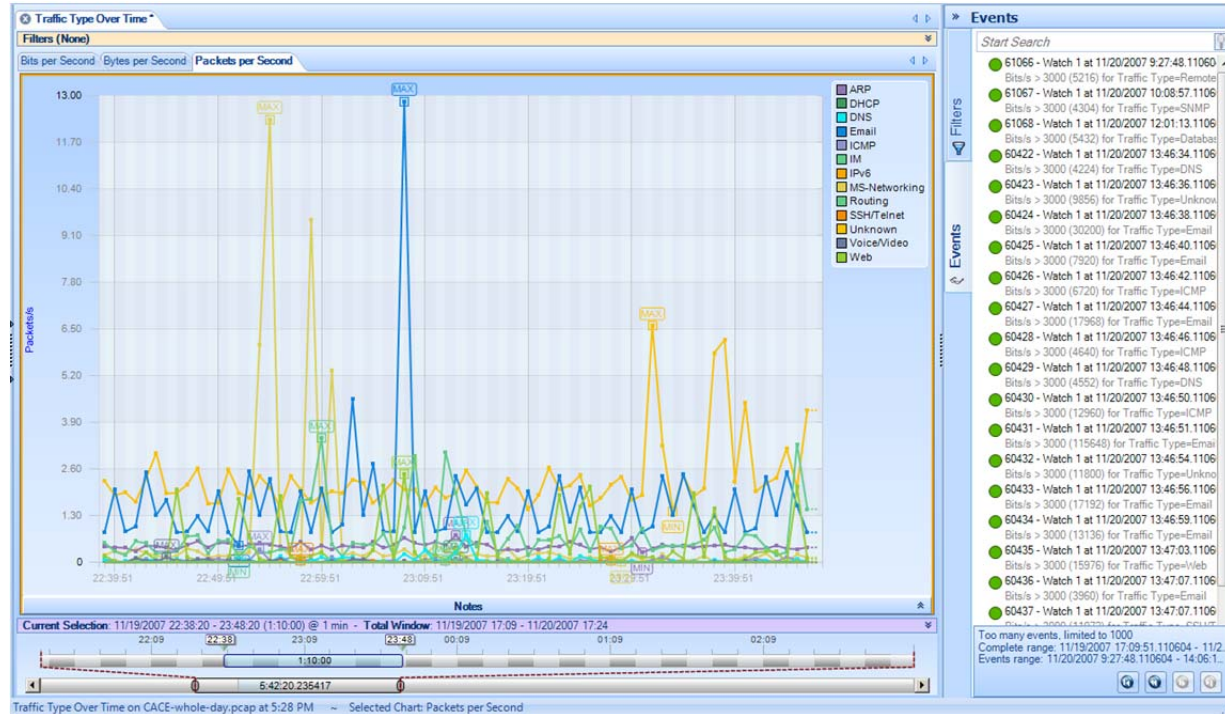 Traffic Type Over Time *
Filters (None)
Bits per Second Bytes per Second Packets per Second
13.00
11.70
10.40
9.10
7.80
6.50
5.20
3.90
2.60
1.30
0
Packets/s
MAX
MAX
MAX
MAX
MAX
MAX
MAX
MIN
MIN
MIN
22:39:51 22:49:51 22:59:51 23:09:51 23:19:51 23:29:51 23:39:51
ARP
DHCP
DNS
Email
ICMP
IM
IPv6
MS-Networking
Routing
SSH/Telnet
Unknown
Voice/Video
Web
Notes
Current Selection: 11/19/2007 22:38:20 - 23:48:20 (1:10:00) @ 1 min - Total Window: 11/19/2007 17:09 - 11/20/2007 17:24
22:09 22:38 23:09 23:48 00:09 01:09 02:09
1:10:00
5:42:20.235417
Traffic Type Over Time on CACE-whole-day.pcap at 5:28 PM ~ Selected Chart: Packets per Second
Filters
Events
» Events
Start Search
61066 - Watch 1 at 11/20/2007 9:27:48.11060
Bits/s > 3000 (5216) for Traffic Type=Remote
61067 - Watch 1 at 11/20/2007 10:08:57.1106
Bits/s > 3000 (4304) for Traffic Type=SNMP
61068 - Watch 1 at 11/20/2007 12:01:13.1106
Bits/s > 3000 (5432) for Traffic Type=Databas
60422 - Watch 1 at 11/20/2007 13:46:34.1106
Bits/s > 3000 (4224) for Traffic Type=DNS
60423 - Watch 1 at 11/20/2007 13:46:36.1106
Bits/s > 3000 (9856) for Traffic Type=Unknow
60424 - Watch 1 at 11/20/2007 13:46:38.1106
Bits/s > 3000 (30200) for Traffic Type=Email
60425 - Watch 1 at 11/20/2007 13:46:40.1106
Bits/s > 3000 (7920) for Traffic Type=Email
60426 - Watch 1 at 11/20/2007 13:46:42.1106
Bits/s > 3000 (6720) for Traffic Type=ICMP
60427 - Watch 1 at 11/20/2007 13:46:44.1106
Bits/s > 3000 (17968) for Traffic Type=Email
60428 - Watch 1 at 11/20/2007 13:46:46.1106
Bits/s > 3000 (4640) for Traffic Type=ICMP
60429 - Watch 1 at 11/20/2007 13:46:48.1106
Bits/s > 3000 (4552) for Traffic Type=DNS
60430 - Watch 1 at 11/20/2007 13:46:50.1106
Bits/s > 3000 (12960) for Traffic Type=ICMP
60431 - Watch 1 at 11/20/2007 13:46:51.1106
Bits/s > 3000 (115648) for Traffic Type=Emai
60432 - Watch 1 at 11/20/2007 13:46:54.1106
Bits/s > 3000 (11800) for Traffic Type=Unkno
60433 - Watch 1 at 11/20/2007 13:46:56.1106
Bits/s > 3000 (17192) for Traffic Type=Email
60434 - Watch 1 at 11/20/2007 13:46:59.1106
Bits/s > 3000 (13136) for Traffic Type=Email
60435 - Watch 1 at 11/20/2007 13:47:03.1106
Bits/s > 3000 (15976) for Traffic Type=Web
60436 - Watch 1 at 11/20/2007 13:47:07.1106
Bits/s > 3000 (3960) for Traffic Type=Email
60437 - Watch 1 at 11/20/2007 13:47:07.1106
Too many events, limited to 1000
Complete range: 11/19/2007 17:09:51.110604 - 11/2...
Events range: 11/20/2007 9:27:48.110604 - 14:06:1...